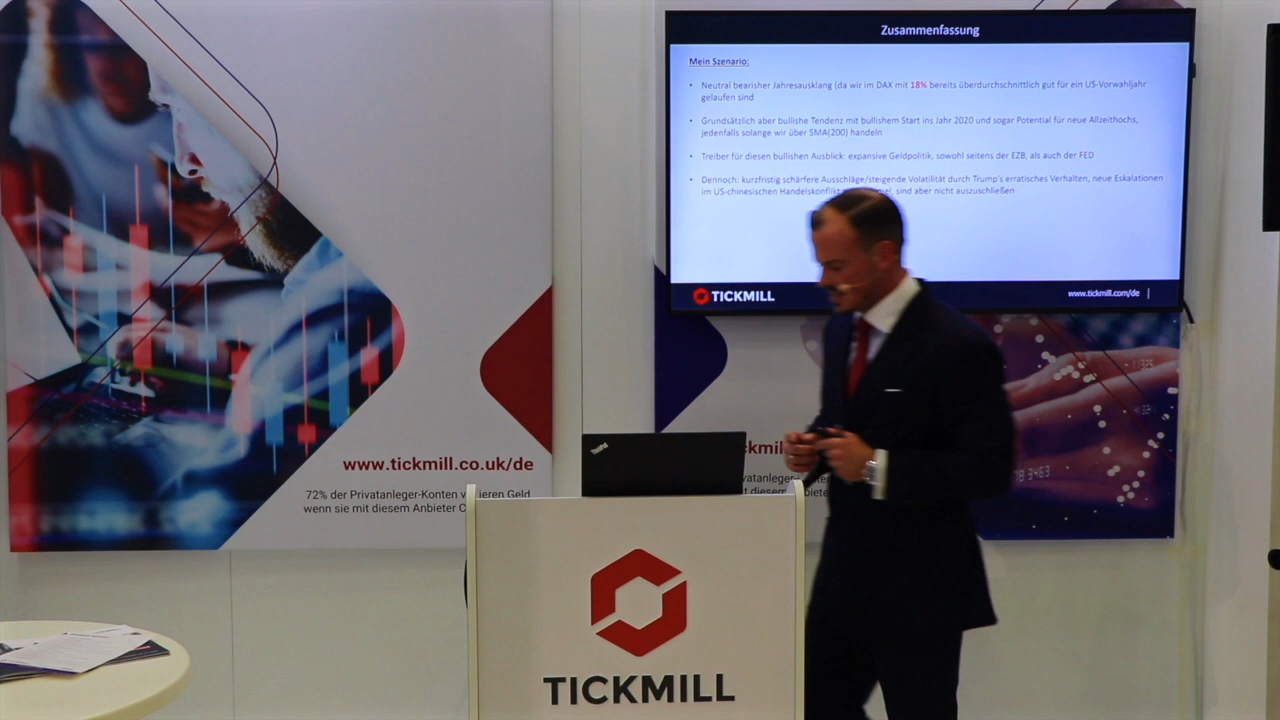 Zusammenfassung
Mein Szenario:
• Neutral bearisher Jahresausklang (da wir im DAX mit 18% bereits überdurchschnittlich gut für ein US-Vorwahljahr
gelaufen sind
• Grundsätzlich aber bullishe Tendenz mit bullishem Start ins Jahr 2020 und sogar Potential für neue Allzeithochs,
jedenfalls solange wir über SMA(200) handeln
• Treiber für diesen bullishen Ausblick: expansive Geldpolitik, sowohl seitens der EZB, als auch der FED
• Dennoch: kurzfristig schärfere Ausschläge/steigende Volatilität durch Trump's erratisches Verhalten, neue Eskalationen
im US-chinesischen Handelskonflikt sind aber nicht auszuschließen
TICKMILL
www.tickmill.com/de
www.tickmill.co.uk/de
72% der Privatanleger-Konten Geld
wenn sie mit diesem Anbieter
ThinkPad
diesem Anbiete
3463
TICKMILL